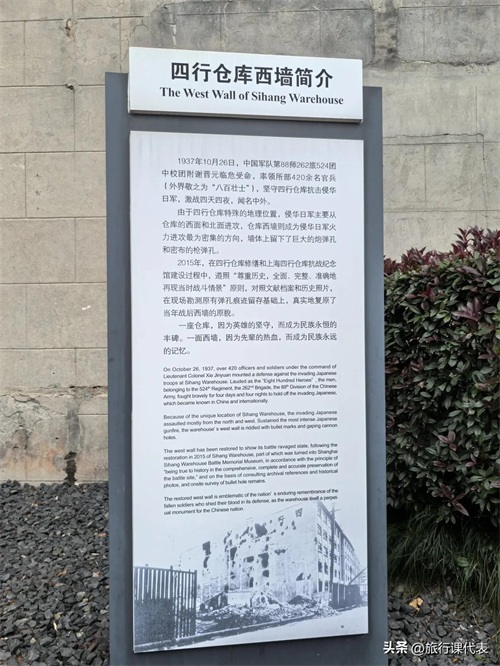 四行仓库西墙简介
The West Wall of Sihang Warehouse
1937年10月26日，中国军队第88师262旅524团
中校团附谢晋元临危受命，率领所部420余名官兵
（外界敬之为“八百壮士”），坚守四行仓库抗击侵华
日军，激战四天四夜，闻名中外。
由于四行仓库特殊的地理位置，侵华日军主要从
仓库的西面和北面进攻，仓库西墙则成为侵华日军火
力进攻最为密集的方向，墙体上留下了巨大的炮弹孔
和密布的枪弹孔。
2015年，在四行仓库修缮和上海四行仓库抗战纪念
馆建设过程中，遵照“尊重历史，全面、完整、准确地
再现当时战斗情景”原则，对照文献档案和历史照片，
在现场勘测原有弹孔痕迹留存基础上，真实地复原了
当年战后西墙的原貌。
一座仓库，因为英雄的坚守，而成为民族永恒的
丰碑。一面西墙，因为先辈的热血，而成为民族永远
的记忆。
On October 26, 1937, over 420 officers and soldiers under the command of
Lieutenant Colonel Xie Jinyuan mounted a defense against the invading Japanese
troops at Sihang Warehouse. Lauded as the “Eight Hundred Heroes”, the men,
belonging to the 524th Regiment, the 262nd Brigade, the 88th Division of the Chinese
Army, fought bravely for four days and four nights to hold off the invading Japanese,
which became known in China and internationally.
Because of the unique location of Sihang Warehouse, the invading Japanese
assaulted mostly from the north and west. Sustained the most intense Japanese
gunfire, the warehouse's west wall is riddled with bullet marks and gaping cannon
holes.
The west wall has been restored to show its battle ravaged state, following the
restoration in 2015 of Sihang Warehouse, part of which was turned into Shanghai
Sihang Warehouse Battle Memorial Museum, in accordance with the principle of
“being true to history in the comprehensive, complete and accurate preservation of
the battle site,” and on the basis of consulting archival references and historical
photos, and onsite survey of bullet hole remains.
The restored west wall is emblematic of the nation's enduring remembrance of the
fallen soldiers who shed their blood in its defense, as the warehouse itself a perpet
ual monument for the Chinese nation.
头条 @旅行课代表